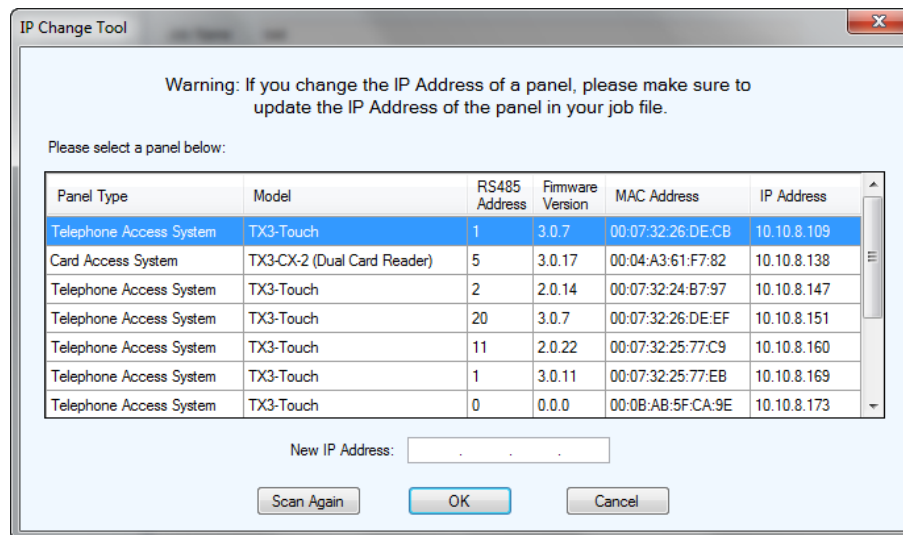 IP Change Tool
Warning: If you change the IP Address of a panel, please make sure to
update the IP Address of the panel in your job file.
Please select a panel below:
Panel Type Model RS485 Address Firmware Version MAC Address IP Address
Telephone Access System TX3-Touch 1 3.0.7 00:07:32:26:DE:CB 10.10.8.109
Card Access System TX3-CX-2 (Dual Card Reader) 5 3.0.17 00:04:A3:61:F7:82 10.10.8.138
Telephone Access System TX3-Touch 2 2.0.14 00:07:32:24:B7:97 10.10.8.147
Telephone Access System TX3-Touch 20 3.0.7 00:07:32:26:DE:EF 10.10.8.151
Telephone Access System TX3-Touch 11 2.0.22 00:07:32:25:77:C9 10.10.8.160
Telephone Access System TX3-Touch 1 3.0.11 00:07:32:25:77:EB 10.10.8.169
Telephone Access System TX3-Touch 0 0.0.0 00:0B:AB:5F:CA:9E 10.10.8.173
New IP Address: . . .
Scan Again OK Cancel